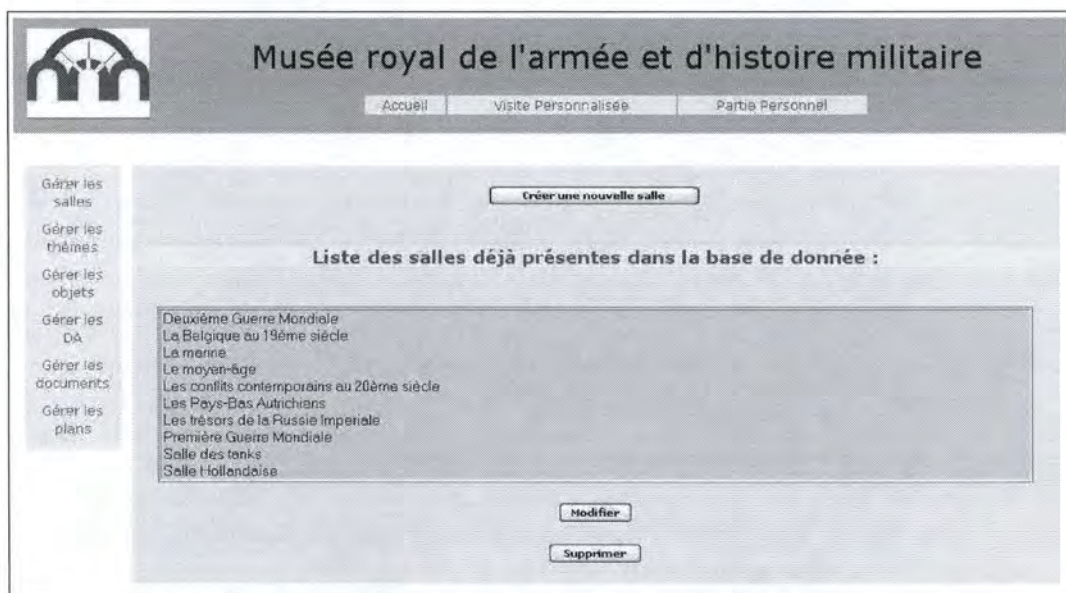 Musée royal de l'armée et d'histoire militaire
Accueil Visite Personnalisée Partie Personnel
Gérer les
salles
Gérer les
thèmes
Gérer les
objets
Gérer les
DA
Gérer les
documents
Gérer les
plans
Créer une nouvelle salle
Liste des salles déjà présentes dans la base de donnée :
Deuxième Guerre Mondiale
La Belgique au 19ème siècle
La marine
Le moyen-âge
Les conflits contemporains au 20ème siècle
Les Pays-Bas Autrichiens
Les trésors de la Russie Imperiale
Première Guerre Mondiale
Salle des tanks
Salle Hollandaise
Modifier
Supprimer